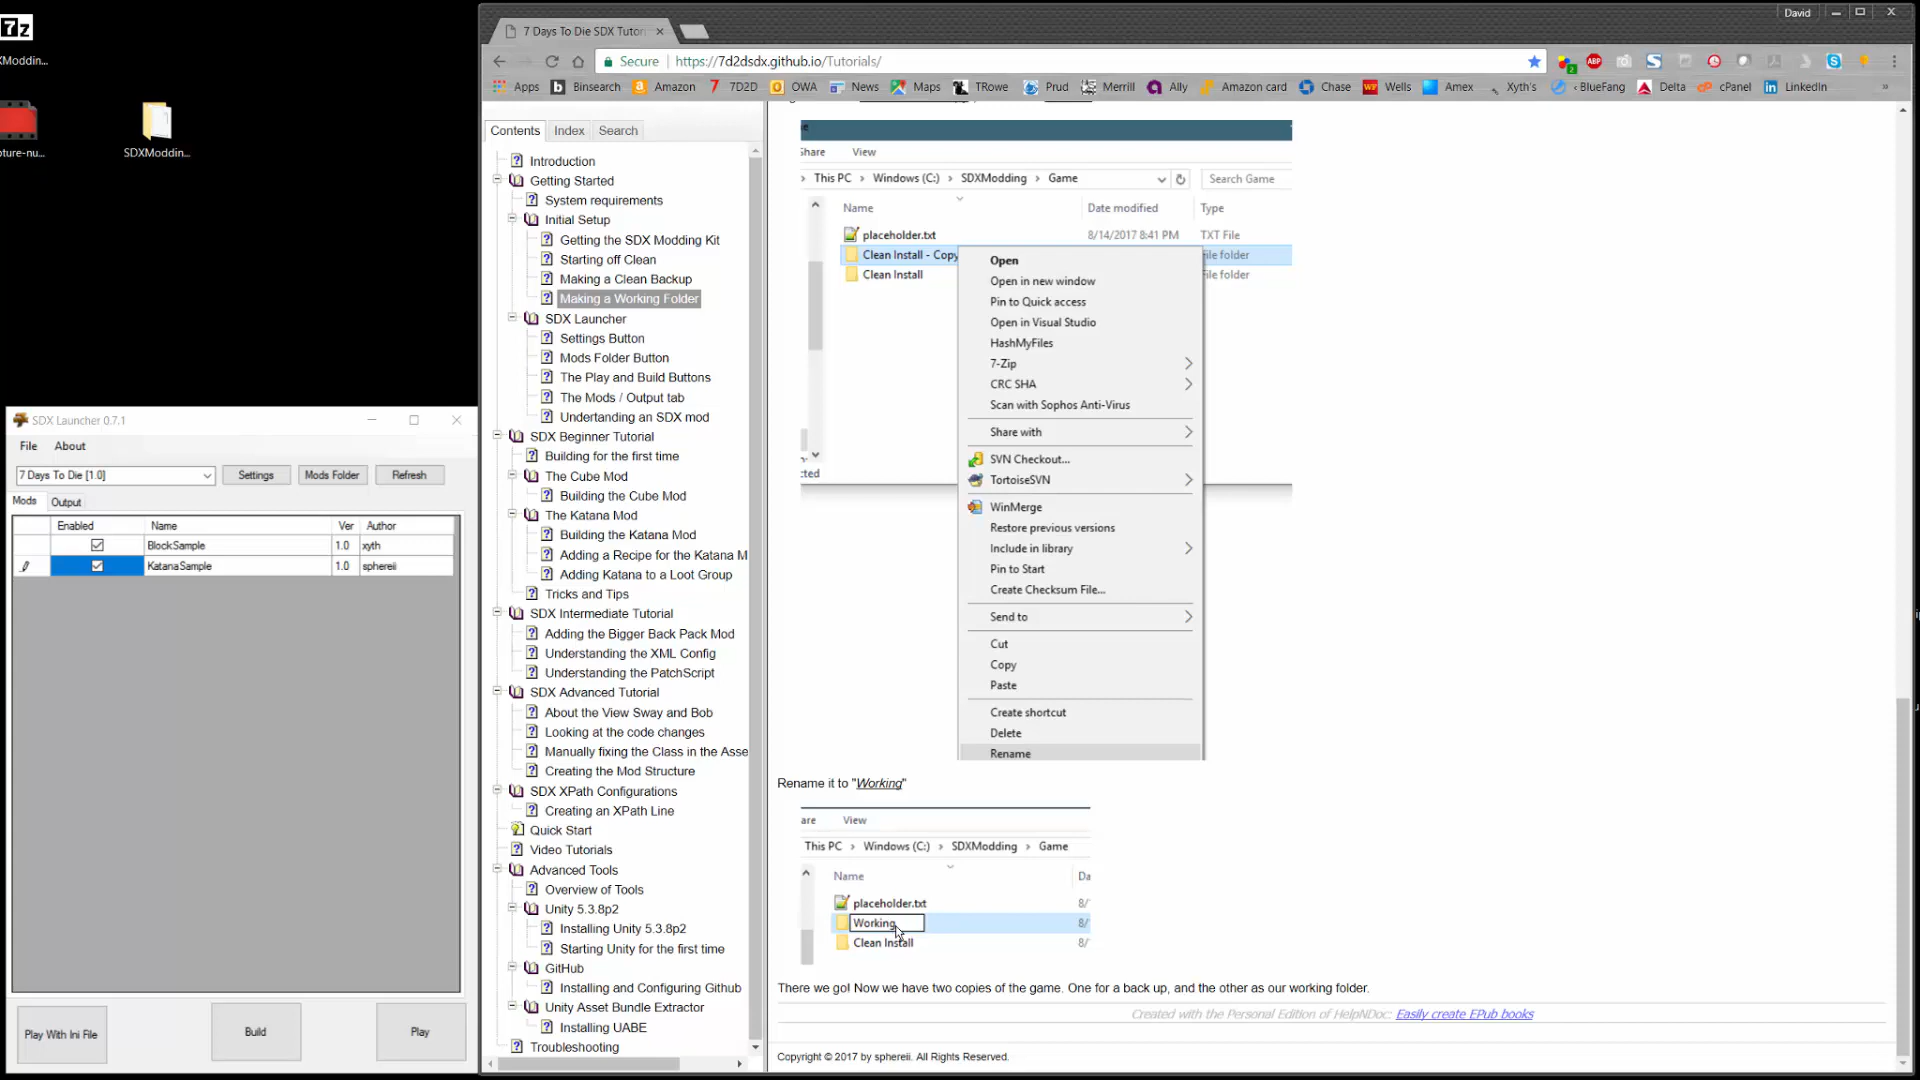 David
7 Days To Die SDX Tutor
Secure https://7d2dsdx.github.io/Tutorials/
Apps Binsearch Amazon 7D2D OWA News Maps TRowe Prud Merrill Ally Amazon card Chase Wells Amex Xyth's BlueFang Delta cPanel LinkedIn
XModdin...
pture-nu...
SDXModdin...
Contents Index Search
Introduction
Getting Started
System requirements
Initial Setup
Getting the SDX Modding Kit
Starting off Clean
Making a Clean Backup
Making a Working Folder
SDX Launcher
Settings Button
Mods Folder Button
The Play and Build Buttons
The Mods / Output tab
Undertanding an SDX mod
SDX Beginner Tutorial
Building for the first time
The Cube Mod
Building the Cube Mod
The Katana Mod
Building the Katana Mod
Adding a Recipe for the Katana M
Adding Katana to a Loot Group
Tricks and Tips
SDX Intermediate Tutorial
Adding the Bigger Back Pack Mod
Understanding the XML Config
Understanding the PatchScript
SDX Advanced Tutorial
About the View Sway and Bob
Looking at the code changes
Manually fixing the Class in the Asse
Creating the Mod Structure
SDX XPath Configurations
Creating an XPath Line
Quick Start
Video Tutorials
Advanced Tools
Overview of Tools
Unity 5.3.8p2
Installing Unity 5.3.8p2
Starting Unity for the first time
GitHub
Installing and Configuring Github
Unity Asset Bundle Extractor
Installing UABE
Troubleshooting
SDX Launcher 0.7.1
File About
7 Days To Die [1.0] Settings Mods Folder Refresh
Mods Output
Enabled Name Ver Author
BlockSample 1.0 xyth
KatanaSample 1.0 sphereii
Play With Ini File Build Play
Share View
This PC > Windows (C:) > SDXModding > Game Search Game
Name Date modified Type
placeholder.txt 8/14/2017 8:41 PM TXT File
Clean Install - Copy File folder
Clean Install File folder
Open
Open in new window
Pin to Quick access
Open in Visual Studio
HashMyFiles
7-Zip
CRC SHA
Scan with Sophos Anti-Virus
Share with
SVN Checkout...
TortoiseSVN
WinMerge
Restore previous versions
Include in library
Pin to Start
Create Checksum File...
Send to
Cut
Copy
Paste
Create shortcut
Delete
Rename
cted
Rename it to "Working"
are View
This PC > Windows (C:) > SDXModding > Game
Name Da
placeholder.txt 8/
Working 8/
Clean Install 8/
There we go! Now we have two copies of the game. One for a back up, and the other as our working folder.
Created with the Personal Edition of HelpNDoc: Easily create EPub books
Copyright © 2017 by sphereii. All Rights Reserved.